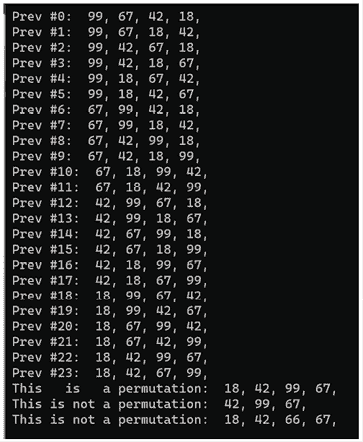 Prev #0:  99, 67, 42, 18,
Prev #1:  99, 67, 18, 42,
Prev #2:  99, 42, 67, 18,
Prev #3:  99, 42, 18, 67,
Prev #4:  99, 18, 67, 42,
Prev #5:  99, 18, 42, 67,
Prev #6:  67, 99, 42, 18,
Prev #7:  67, 99, 18, 42,
Prev #8:  67, 42, 99, 18,
Prev #9:  67, 42, 18, 99,
Prev #10:  67, 18, 99, 42,
Prev #11:  67, 18, 42, 99,
Prev #12:  42, 99, 67, 18,
Prev #13:  42, 99, 18, 67,
Prev #14:  42, 67, 99, 18,
Prev #15:  42, 67, 18, 99,
Prev #16:  42, 18, 99, 67,
Prev #17:  42, 18, 67, 99,
Prev #18:  18, 99, 67, 42,
Prev #19:  18, 99, 42, 67,
Prev #20:  18, 67, 99, 42,
Prev #21:  18, 67, 42, 99,
Prev #22:  18, 42, 99, 67,
Prev #23:  18, 42, 67, 99,
This   is   a permutation:  18, 42, 99, 67,
This is not a permutation:  42, 99, 67,
This is not a permutation:  18, 42, 66, 67,